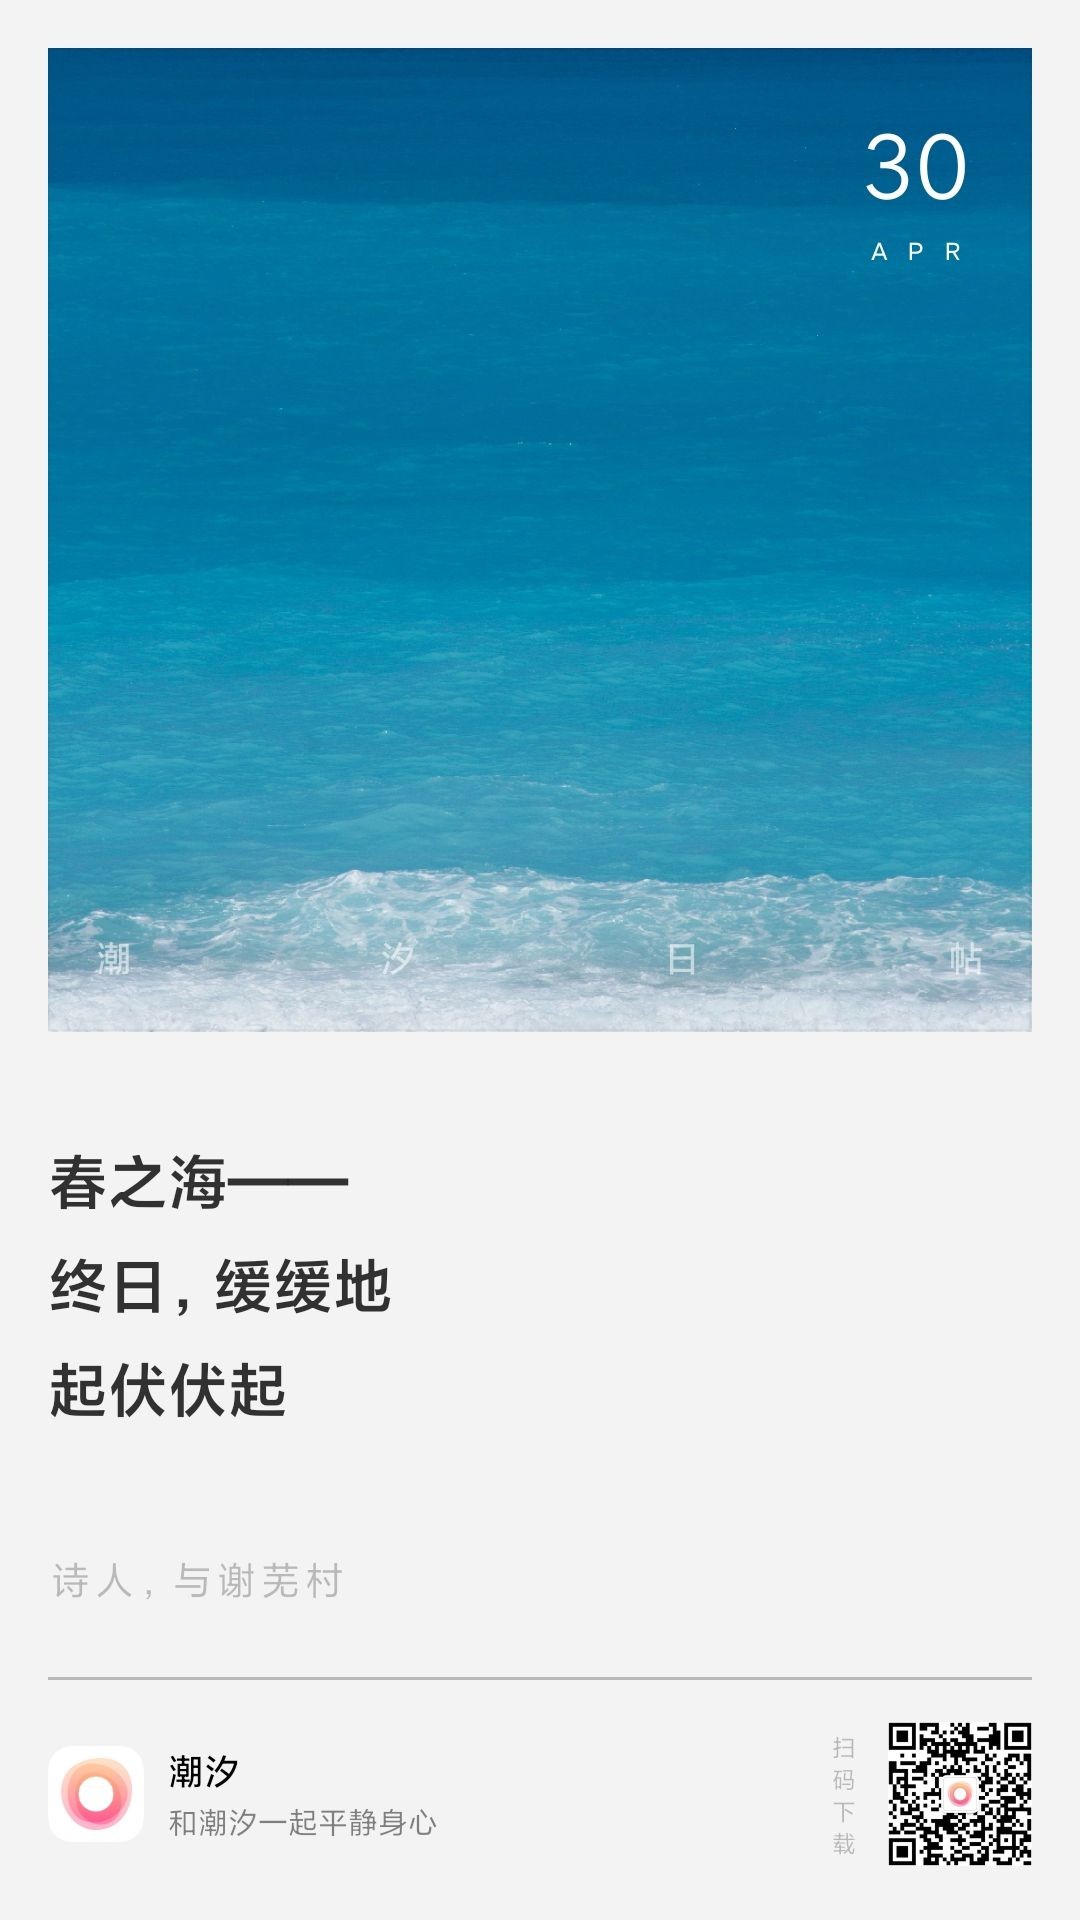 30
APR
潮汐日帖
春之海——
终日，缓缓地
起伏伏起
诗人，与谢芜村
潮汐
和潮汐一起平静身心
扫码下载